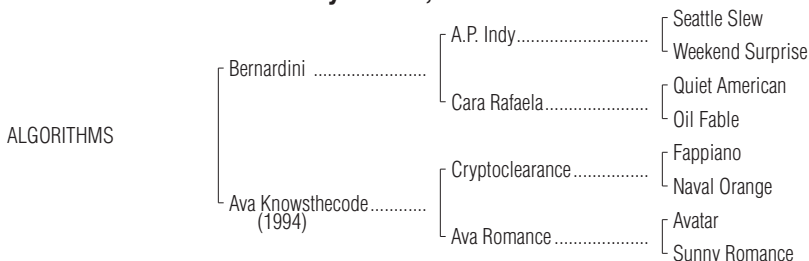 Seattle Slew
A.P. Indy
Weekend Surprise
Bernardini
Quiet American
Cara Rafaela
Oil Fable
ALGORITHMS
Fappiano
Cryptoclearance
Naval Orange
Ava Knowsthecode
(1994)
Avatar
Ava Romance
Sunny Romance